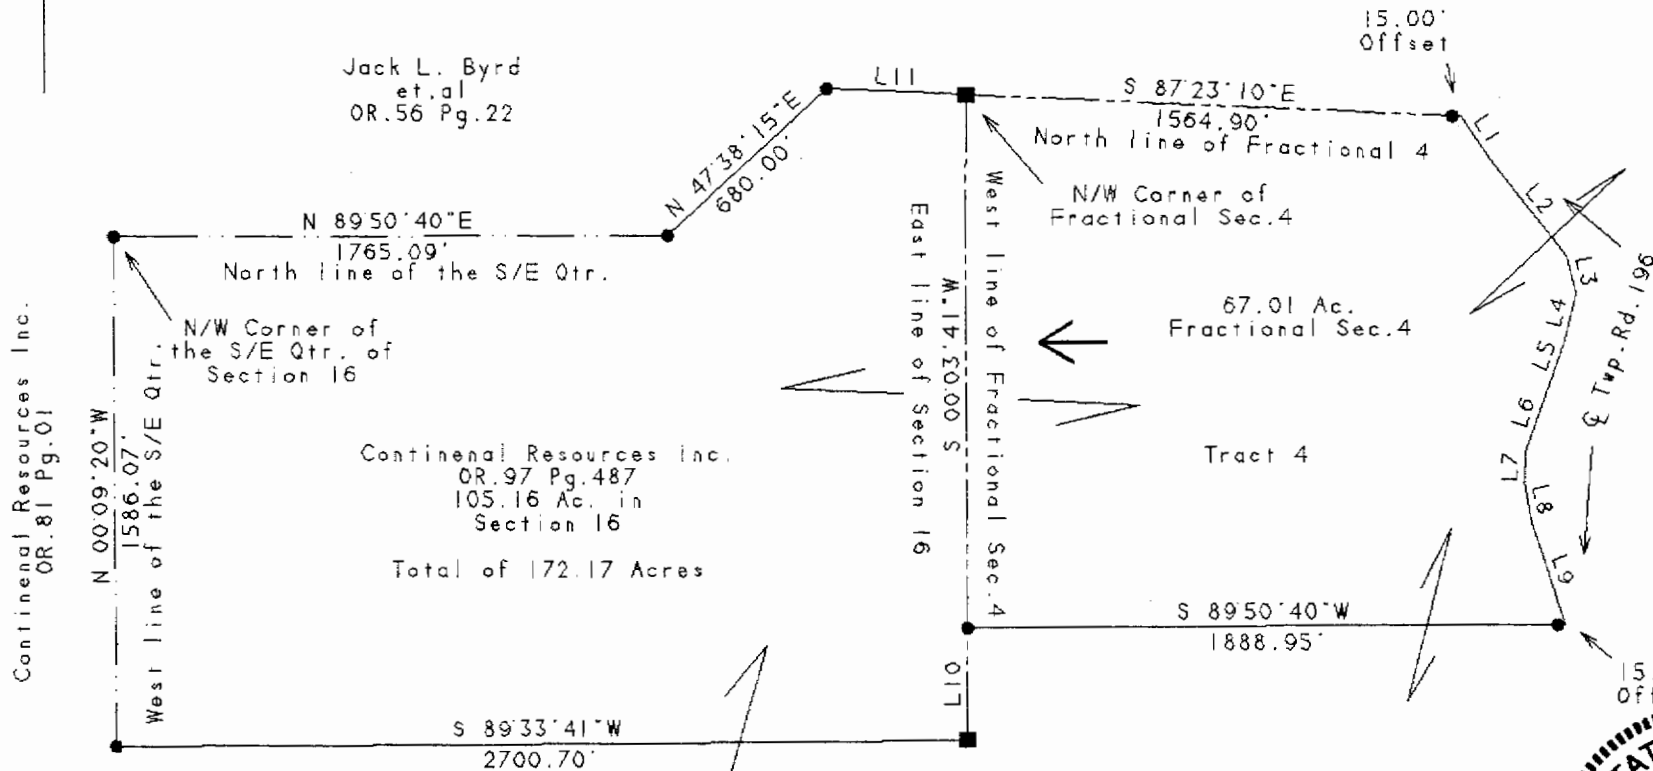 15.00'
Offset
Jack L. Byrd
et.al
OR.56 Pg.22
L11
S 87°23'10"E
1564.90'
North line of Fractional 4
L1
N 47°38'15"E
680.00'
N/W Corner of
Fractional Sec.4
L2
N 89°50'40"E
1765.09'
North line of the S/E Qtr.
L3
L4
L5
L6
L7
L8
L9
℄ Twp.Rd.196
N/W Corner of
the S/E Qtr. of
Section 16
East line of Section 16
S 00°03'41"W
West line of Fractional Sec.4
67.01 Ac.
Fractional Sec.4
Continenal Resources Inc.
OR.81 Pg.01
N 00°09'20"W
1586.07'
West line of the S/E Qtr.
Continenal Resources Inc.
OR.97 Pg.487
105.16 Ac. in
Section 16
Total of 172.17 Acres
Tract 4
S 89°50'40"W
1888.95'
L10
S 89°33'41"W
2700.70'
15.
Off